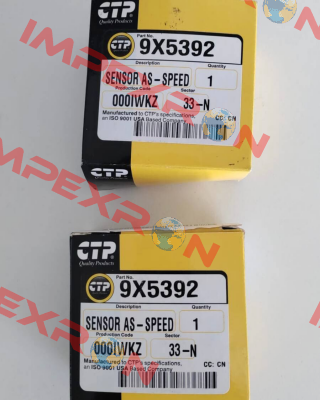 CTP
Quality Products
CTP
Part No.
9X5392
Description
Quantity
SENSOR AS-SPEED
1
Production Code
Sector
000IWKZ
33-N
Manufactured to CTP's specifications,
an ISO 9001 USA Based Company
CC: CN
IMPEXRON
CTP
Quality Products
CTP
Part No.
9X5392
Description
Quantity
SENSOR AS-SPEED
1
Production Code
Sector
000IWKZ
33-N
CC: CN
Manufactured to CTP's specifications,
an ISO 9001 USA Based Company
IMPEXRON